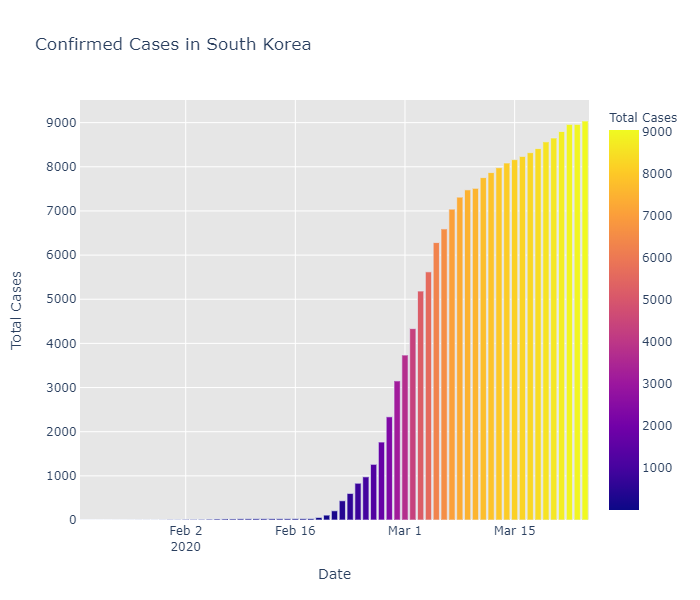 Confirmed Cases in South Korea
Total Cases
9000
8000
7000
6000
5000
4000
3000
2000
1000
0
Total Cases
Feb 2
2020
Feb 16
Mar 1
Mar 15
Date
9000
8000
7000
6000
5000
4000
3000
2000
1000